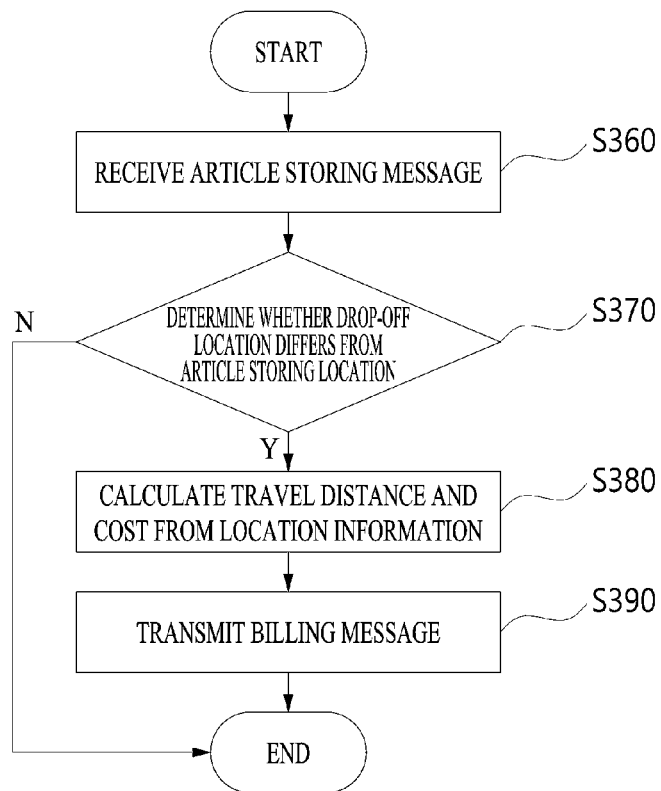 START
RECEIVE ARTICLE STORING MESSAGE
S360
DETERMINE WHETHER DROP-OFF
LOCATION DIFFERS FROM
ARTICLE STORING LOCATION
S370
N
Y
CALCULATE TRAVEL DISTANCE AND
COST FROM LOCATION INFORMATION
S380
TRANSMIT BILLING MESSAGE
S390
END